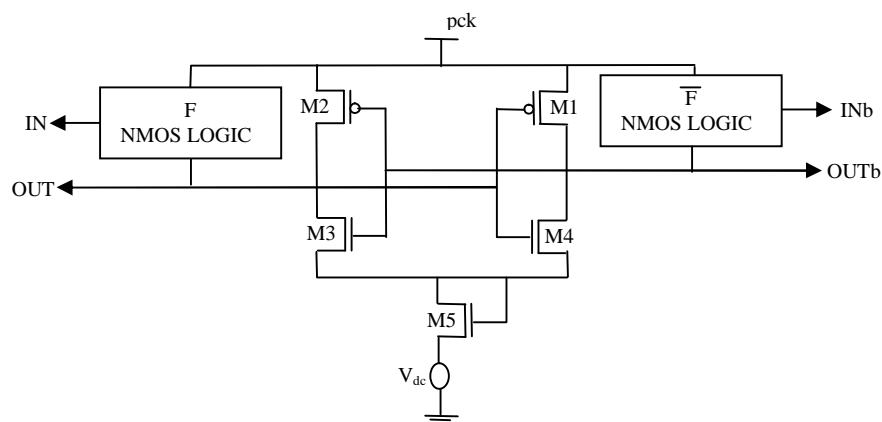 pck
F
NMOS LOGIC
M2
M1
F
NMOS LOGIC
IN
INb
OUT
OUTb
M3
M4
M5
Vdc